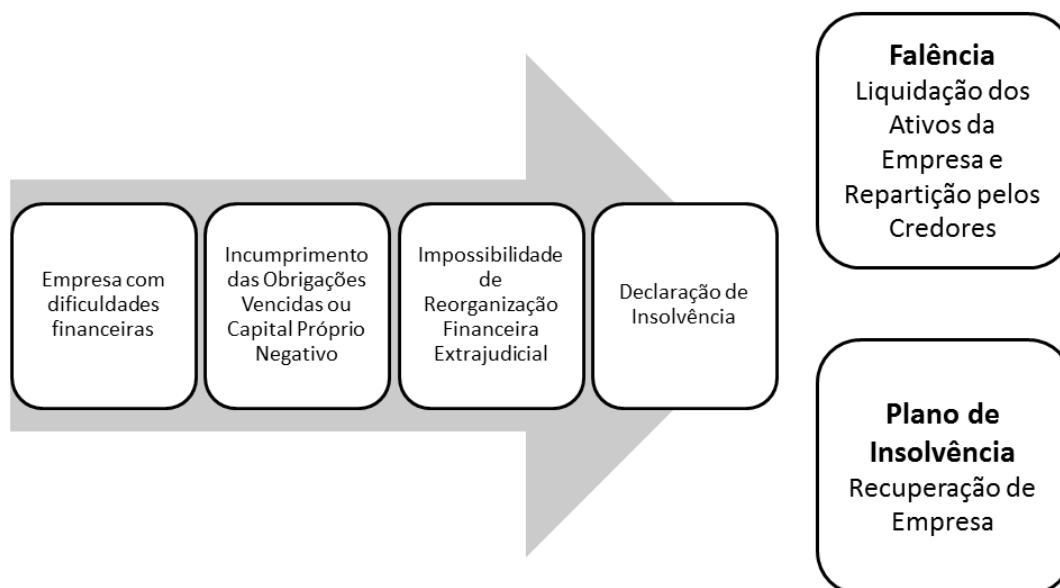 Empresa com
dificuldades
financeiras
Incumprimento
das Obrigações
Vencidas ou
Capital Próprio
Negativo
Impossibilidade
de
Reorganização
Financeira
Extrajudicial
Declaração de
Insolvência
Falência
Liquidação dos
Ativos da
Empresa e
Repartição pelos
Credores
Plano de
Insolvência
Recuperação de
Empresa